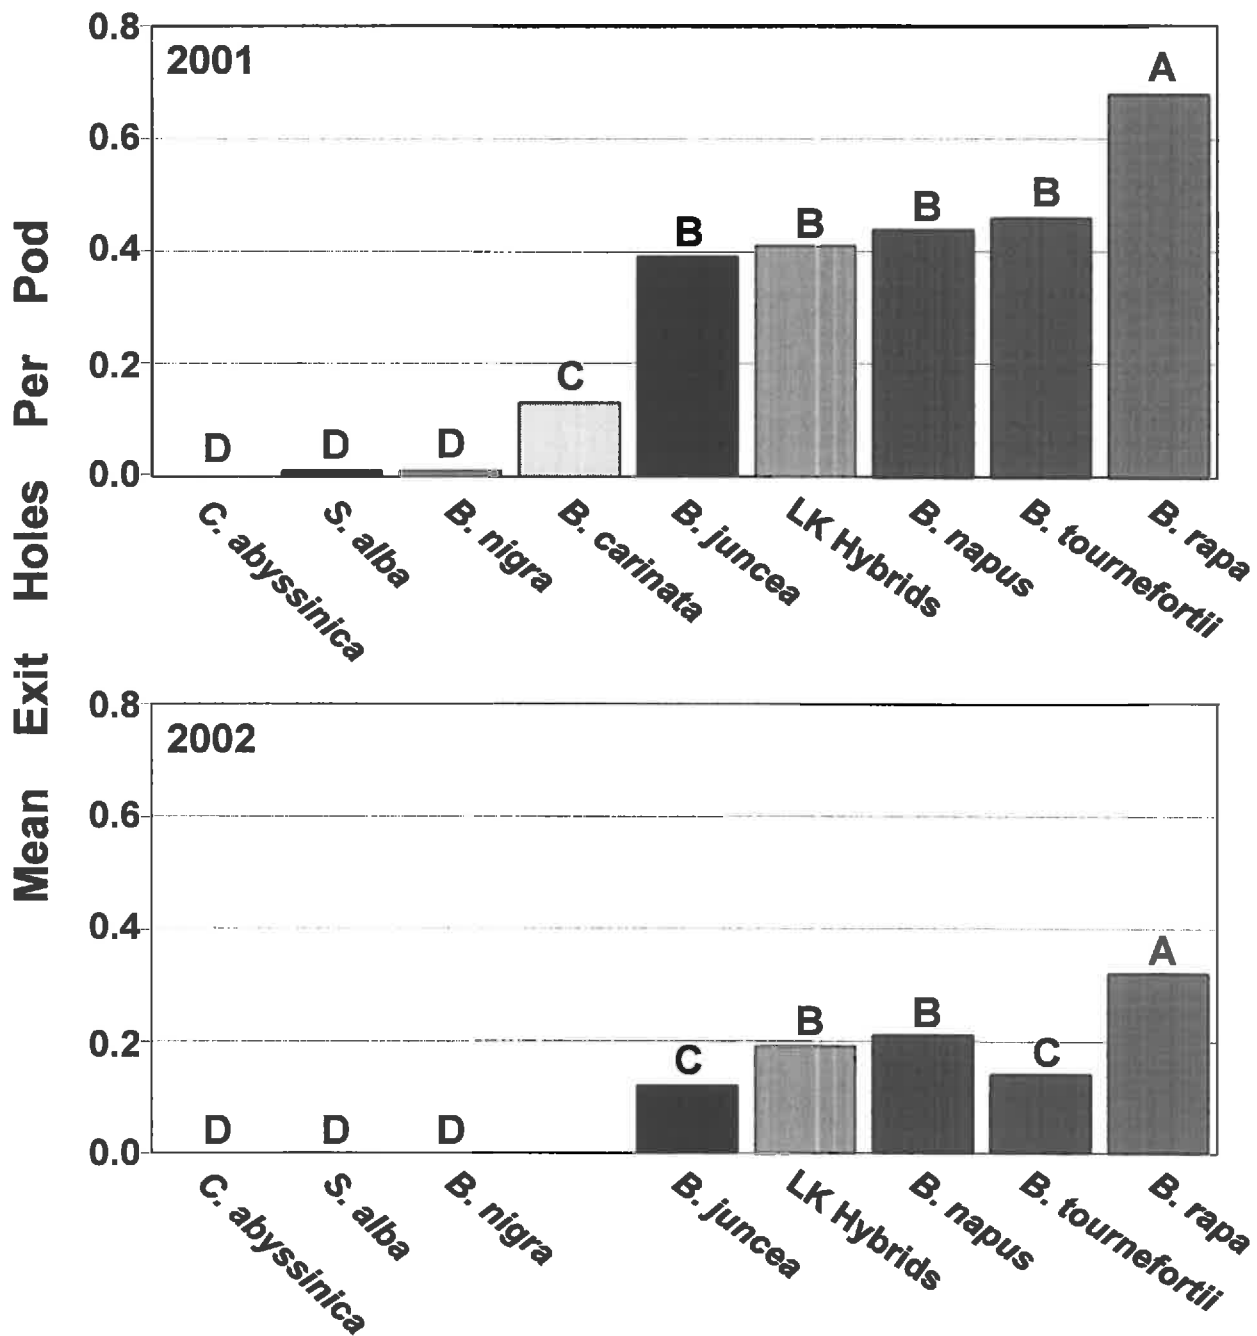 Mean Exit Holes Per Pod
2001
0.8
0.6
0.4
0.2
0.0
D
D
D
C
B
B
B
B
A
C. abyssinica
S. alba
B. nigra
B. carinata
B. juncea
LK Hybrids
B. napus
B. tournefortii
B. rapa
2002
0.8
0.6
0.4
0.2
0.0
D
D
D
C
B
B
C
A
C. abyssinica
S. alba
B. nigra
B. juncea
LK Hybrids
B. napus
B. tournefortii
B. rapa